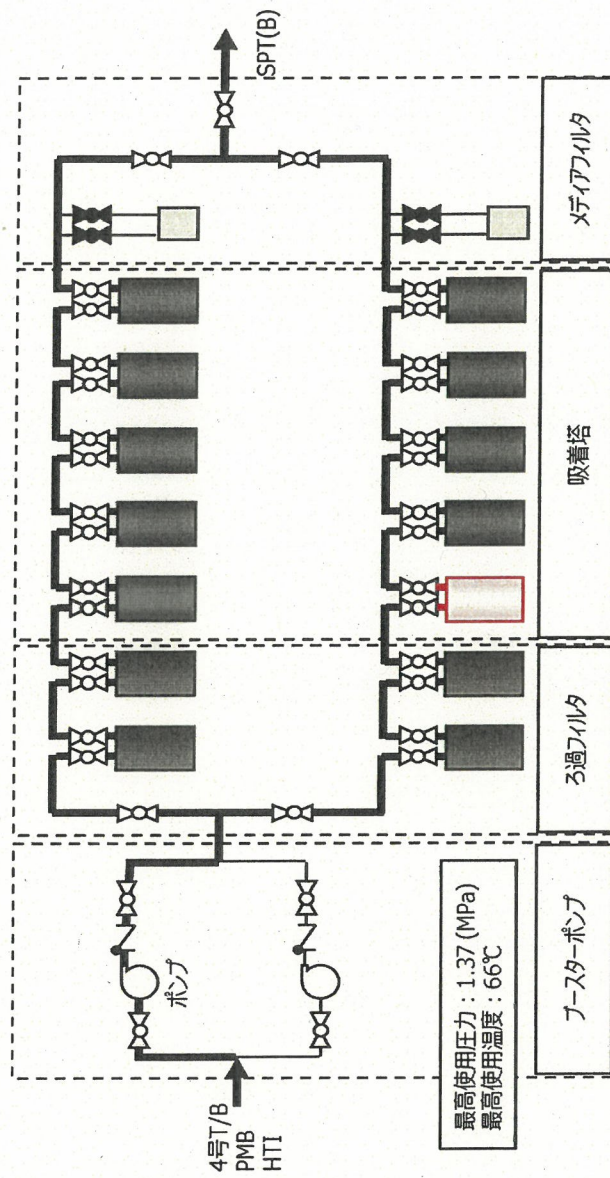 4号T/B
PMB
HTI
ポンプ
最高使用圧力：1.37 (MPa)
最高使用温度：66℃
SPT(B)
ブースターポンプ
ろ過フィルタ
吸着塔
メディアフィルタ